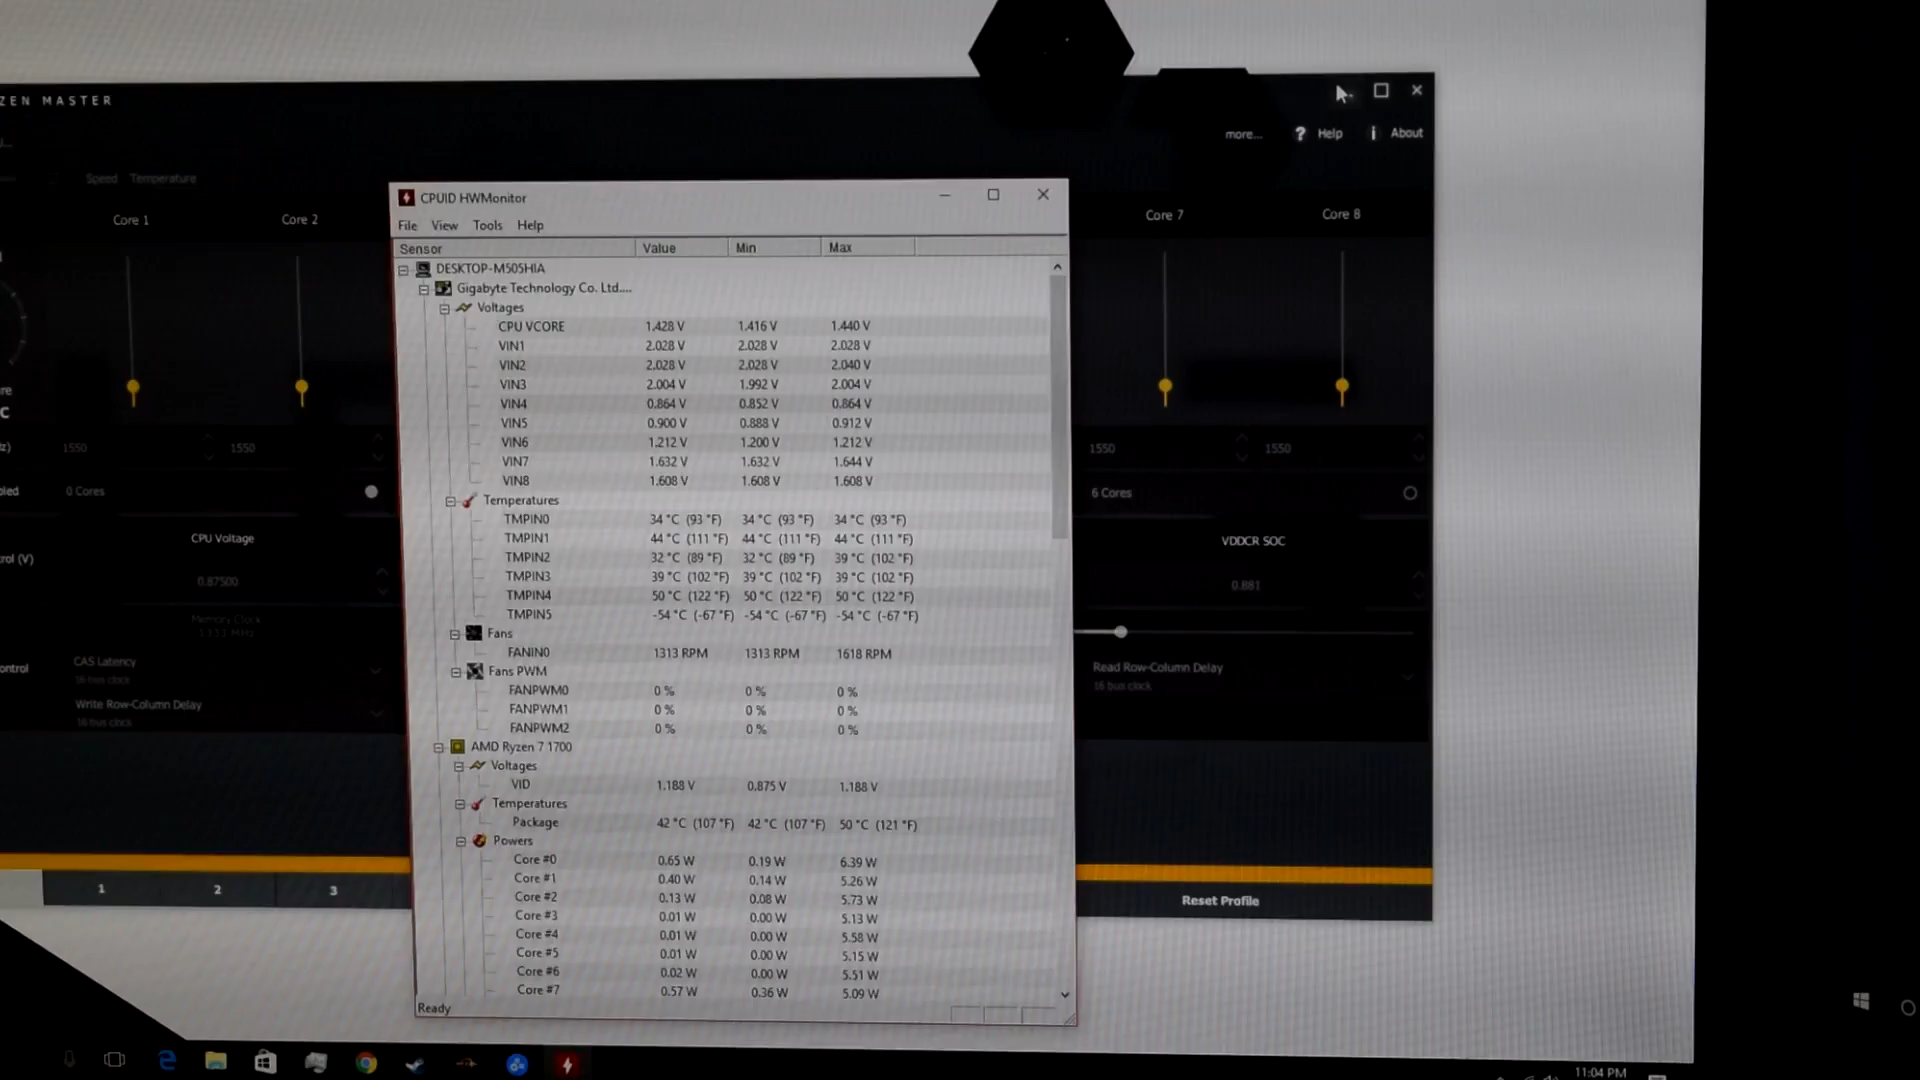 ZEN MASTER
more...
? Help
i About
Speed Temperature
Core 1
Core 2
Core 7
Core 8
1550
1550
1550
1550
0 Cores
6 Cores
CPU Voltage
0.87500
VDDCR SOC
0.881
Memory Clock
CAS Latency
16 bus clock
Write Row-Column Delay
16 bus clock
Read Row-Column Delay
16 bus clock
1
2
3
Reset Profile
CPUID HWMonitor
File View Tools Help
Sensor Value Min Max
DESKTOP-M505HIA
Gigabyte Technology Co. Ltd....
Voltages
CPU VCORE 1.428 V 1.416 V 1.440 V
VIN1 2.028 V 2.028 V 2.028 V
VIN2 2.028 V 2.028 V 2.040 V
VIN3 2.004 V 1.992 V 2.004 V
VIN4 0.864 V 0.852 V 0.864 V
VIN5 0.900 V 0.888 V 0.912 V
VIN6 1.212 V 1.200 V 1.212 V
VIN7 1.632 V 1.632 V 1.644 V
VIN8 1.608 V 1.608 V 1.608 V
Temperatures
TMPIN0 34 °C (93 °F) 34 °C (93 °F) 34 °C (93 °F)
TMPIN1 44 °C (111 °F) 44 °C (111 °F) 44 °C (111 °F)
TMPIN2 32 °C (89 °F) 32 °C (89 °F) 39 °C (102 °F)
TMPIN3 39 °C (102 °F) 39 °C (102 °F) 39 °C (102 °F)
TMPIN4 50 °C (122 °F) 50 °C (122 °F) 50 °C (122 °F)
TMPIN5 -54 °C (-67 °F) -54 °C (-67 °F) -54 °C (-67 °F)
Fans
FANIN0 1313 RPM 1313 RPM 1618 RPM
Fans PWM
FANPWM0 0 % 0 % 0 %
FANPWM1 0 % 0 % 0 %
FANPWM2 0 % 0 % 0 %
AMD Ryzen 7 1700
Voltages
VID 1.188 V 0.875 V 1.188 V
Temperatures
Package 42 °C (107 °F) 42 °C (107 °F) 50 °C (121 °F)
Powers
Core #0 0.65 W 0.19 W 6.39 W
Core #1 0.40 W 0.14 W 5.26 W
Core #2 0.13 W 0.08 W 5.73 W
Core #3 0.01 W 0.00 W 5.13 W
Core #4 0.01 W 0.00 W 5.58 W
Core #5 0.01 W 0.00 W 5.15 W
Core #6 0.02 W 0.00 W 5.51 W
Core #7 0.57 W 0.36 W 5.09 W
Ready
11:04 PM